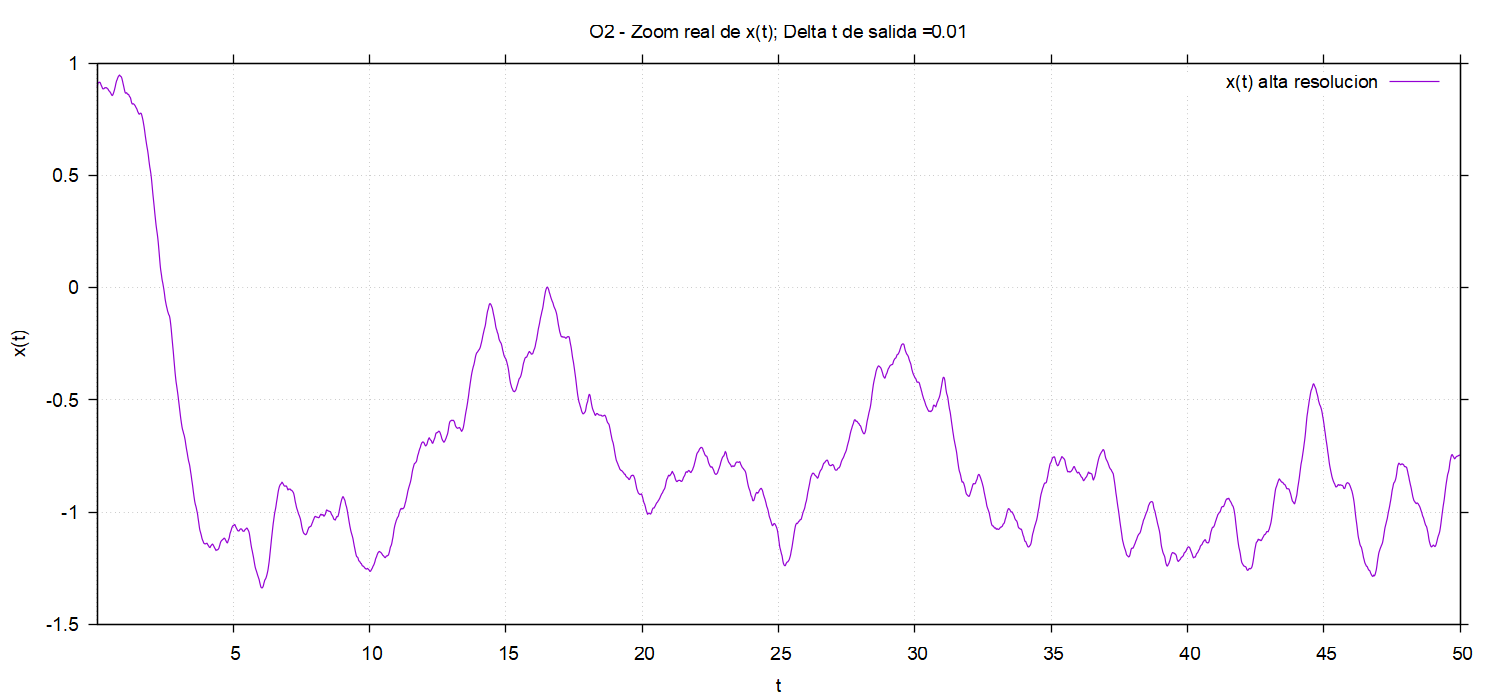 O2 - Zoom real de x(t); Delta t de salida =0.01
x(t) alta resolucion
1
0.5
0
-0.5
-1
-1.5
x(t)
5 10 15 20 25 30 35 40 45 50
t